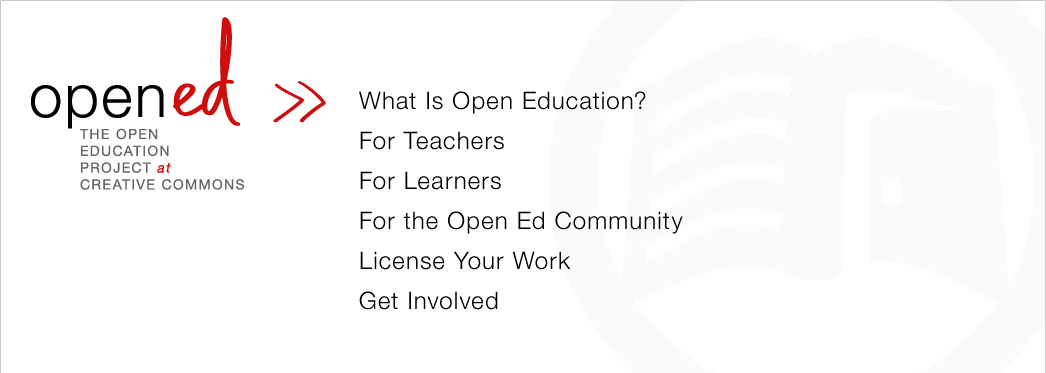 opened
THE OPEN
EDUCATION
PROJECT at
CREATIVE COMMONS
What Is Open Education?
For Teachers
For Learners
For the Open Ed Community
License Your Work
Get Involved